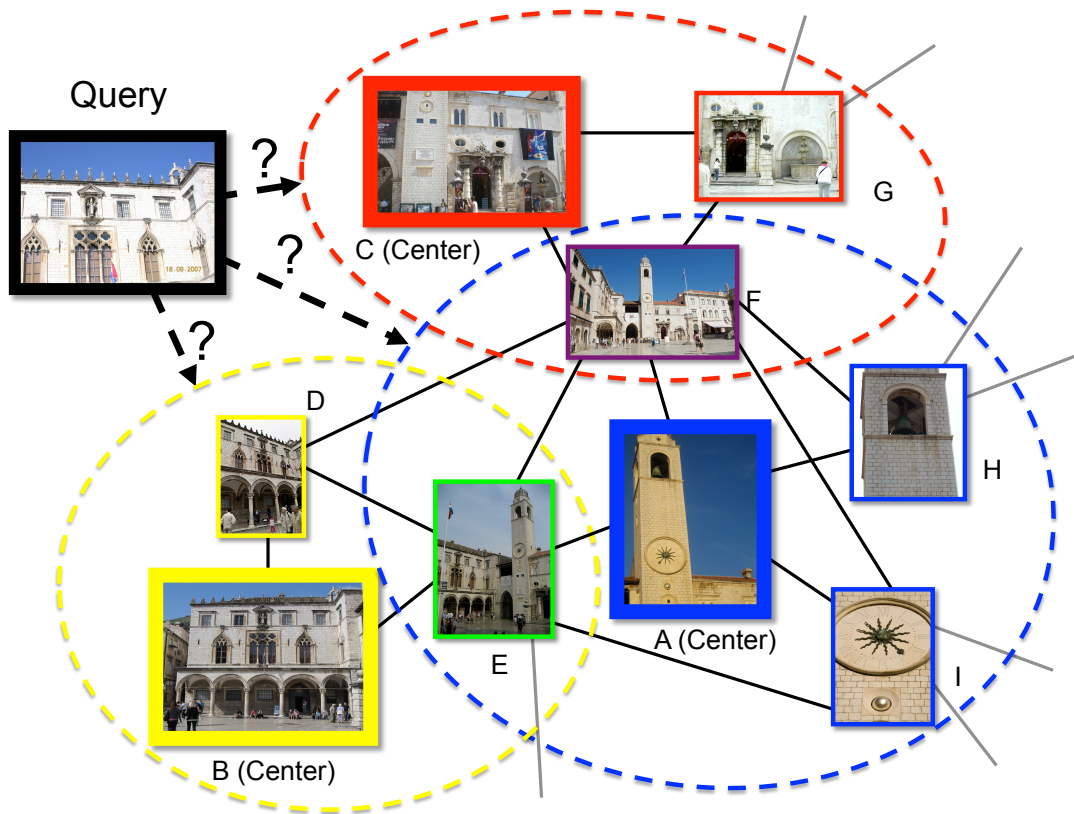 Query
18-09-2007
?
?
?
C (Center)
G
F
D
H
E
A (Center)
I
B (Center)